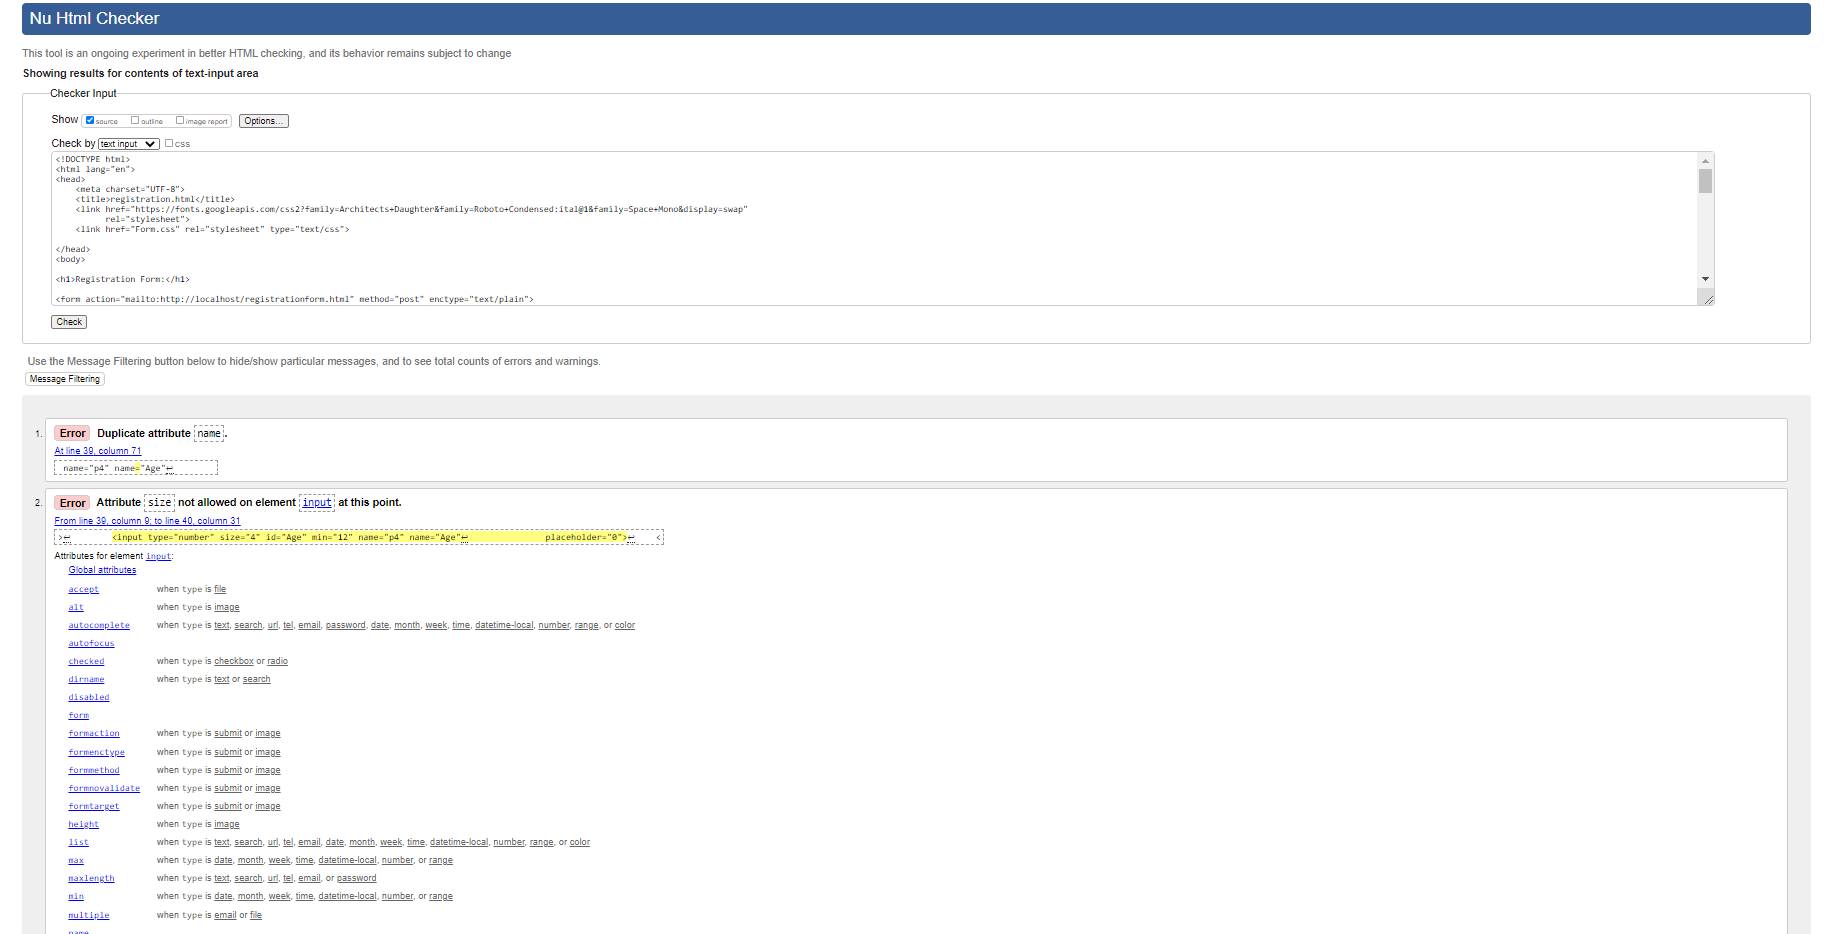 Nu Html Checker
This tool is an ongoing experiment in better HTML checking, and its behavior remains subject to change
Showing results for contents of text-input area
Checker Input
Show source outline image report Options...
Check by text input css
<!DOCTYPE html>
<html lang="en">
<head>
<meta charset="UTF-8">
<title>registration.html</title>
<link href="https://fonts.googleapis.com/css2?family=Architects+Daughter&family=Roboto+Condensed:ital@1&family=Space+Mono&display=swap"
rel="stylesheet">
<link href="Form.css" rel="stylesheet" type="text/css">
</head>
<body>
<h1>Registration Form:</h1>
<form action="mailto:http://localhost/registrationform.html" method="post" enctype="text/plain">
Check
Use the Message Filtering button below to hide/show particular messages, and to see total counts of errors and warnings.
Message Filtering
1. Error Duplicate attribute name.
At line 39, column 71
name="p4" name="Age"↩
2. Error Attribute size not allowed on element input at this point.
From line 39, column 9; to line 40, column 31
>↩ <input type="number" size="4" id="Age" min="12" name="p4" name="Age"↩ placeholder="0">↩ <
Attributes for element input:
Global attributes
accept when type is file
alt when type is image
autocomplete when type is text, search, url, tel, email, password, date, month, week, time, datetime-local, number, range, or color
autofocus
checked when type is checkbox or radio
dirname when type is text or search
disabled
form
formaction when type is submit or image
formenctype when type is submit or image
formmethod when type is submit or image
formnovalidate when type is submit or image
formtarget when type is submit or image
height when type is image
list when type is text, search, url, tel, email, date, month, week, time, datetime-local, number, range, or color
max when type is date, month, week, time, datetime-local, number, or range
maxlength when type is text, search, url, tel, email, or password
min when type is date, month, week, time, datetime-local, number, or range
multiple when type is email or file
name